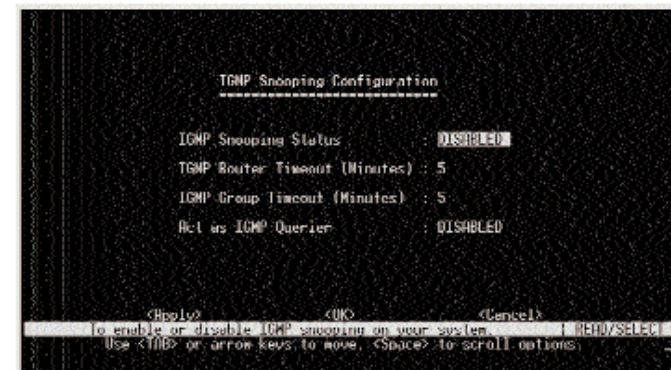 IGMP Snooping Configuration
IGMP Snooping Status : DISABLED
IGMP Router Timeout (Minutes) : 5
IGMP Group Timeout (Minutes) : 5
Act as IGMP Querier : DISABLED
<Apply> <OK> <Cancel>
To enable or disable IGMP snooping on your system. | READ/SELECT
Use <TAB> or arrow keys to move, <Space> to scroll options.